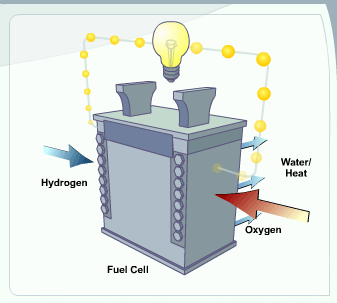 Hydrogen
Water/
Heat
Oxygen
Fuel Cell